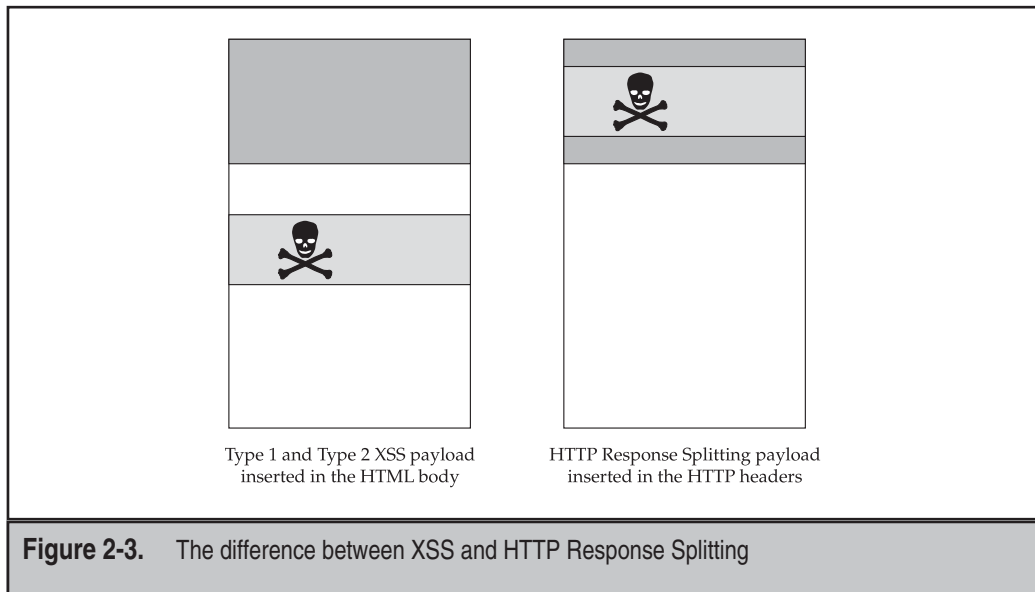 Type 1 and Type 2 XSS payload
inserted in the HTML body
HTTP Response Splitting payload
inserted in the HTTP headers
Figure 2-3. The difference between XSS and HTTP Response Splitting